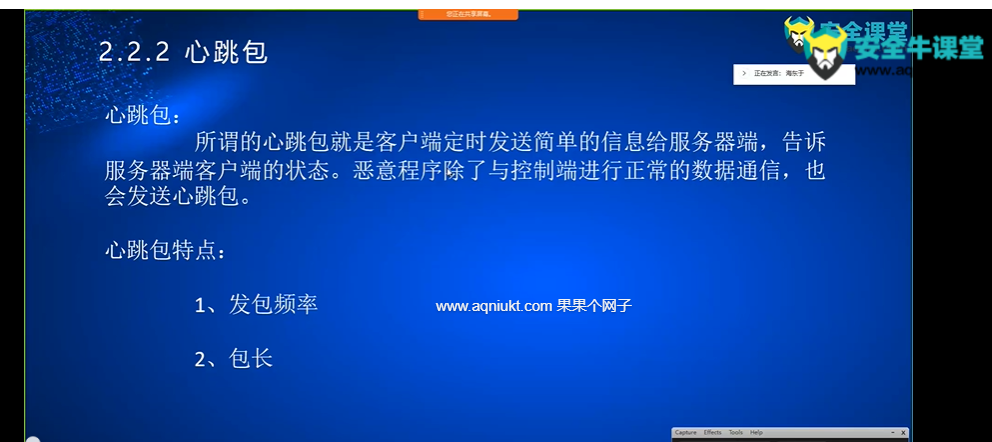 您正在共享屏幕。
2.2.2 心跳包
安全课堂
安全牛课堂
www.aq
> 正在发言: 海东于
心跳包：
所谓的心跳包就是客户端定时发送简单的信息给服务器端，告诉
服务器端客户端的状态。恶意程序除了与控制端进行正常的数据通信，也
会发送心跳包。
心跳包特点：
1、发包频率
www.aqniukt.com 果果个网子
2、包长
Capture Effects Tools Help